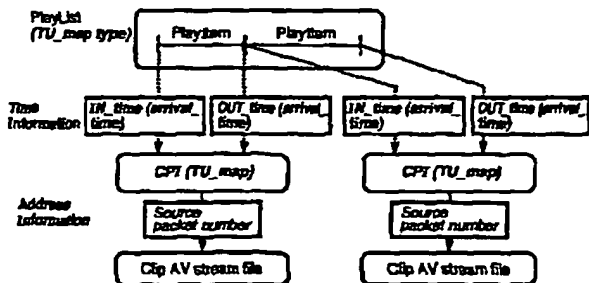 PlayList
(TU_map type)
PlayItem PlayItem
Time
Information
IN_time (arrival_
time)
OUT_time (arrival_
time)
IN_time (arrival_
time)
OUT_time (arrival_
time)
CPI (TU_map)
CPI (TU_map)
Address
Information
Source
packet number
Source
packet number
Clip AV stream file
Clip AV stream file